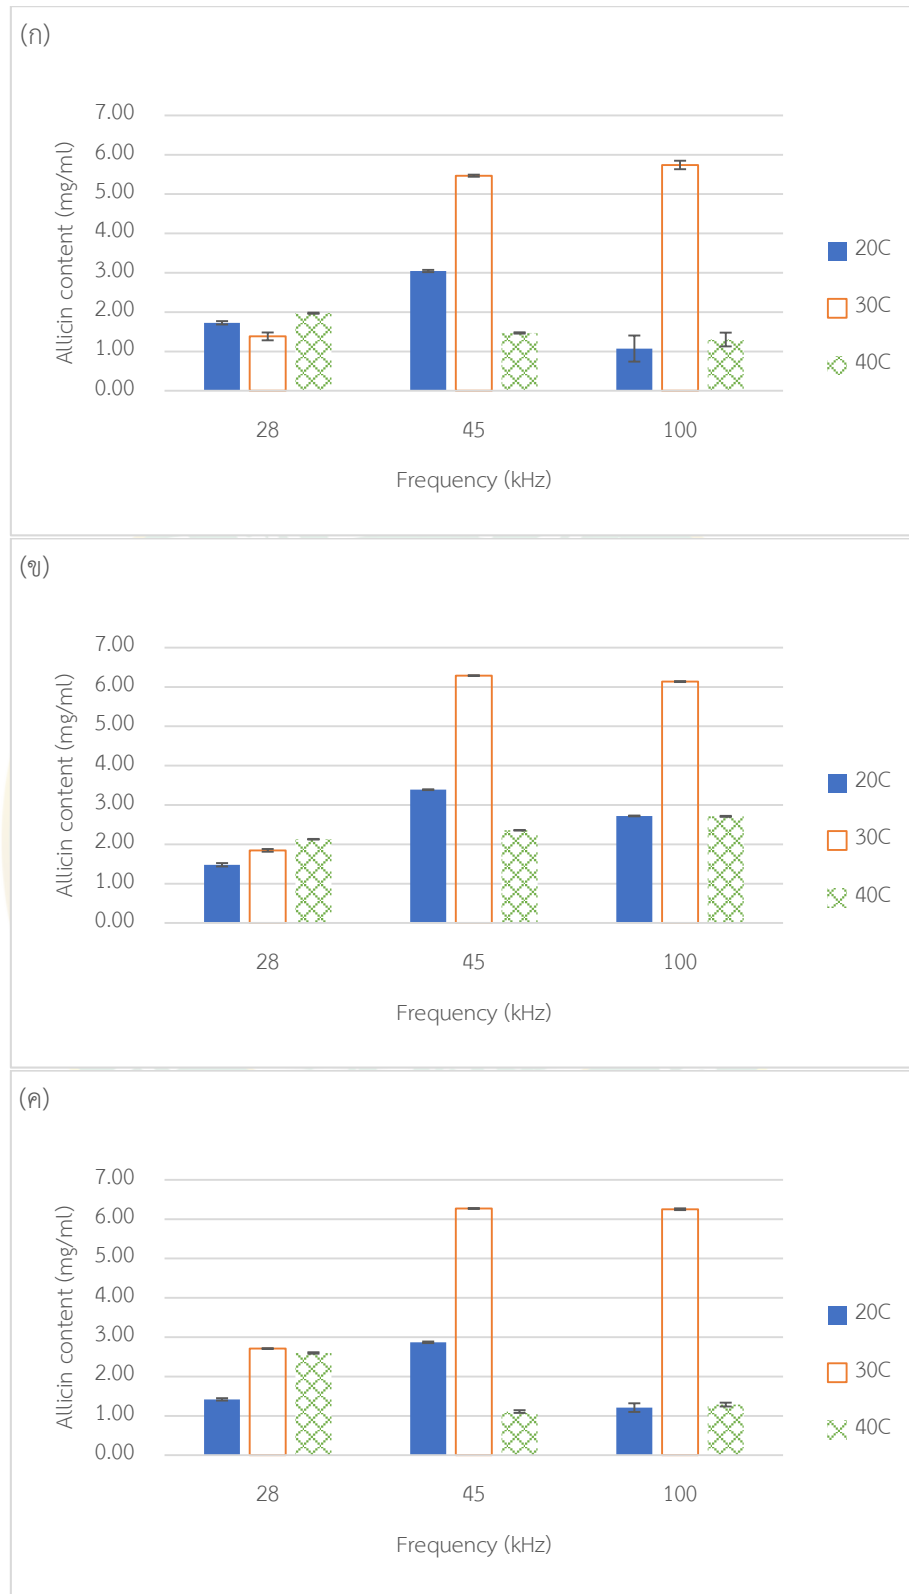 (ก)
7.00
6.00
5.00
4.00
3.00
2.00
1.00
0.00
Allicin content (mg/ml)
28 45 100
Frequency (kHz)
20C
30C
40C
(ข)
7.00
6.00
5.00
4.00
3.00
2.00
1.00
0.00
Allicin content (mg/ml)
28 45 100
Frequency (kHz)
20C
30C
40C
(ค)
7.00
6.00
5.00
4.00
3.00
2.00
1.00
0.00
Allicin content (mg/ml)
28 45 100
Frequency (kHz)
20C
30C
40C